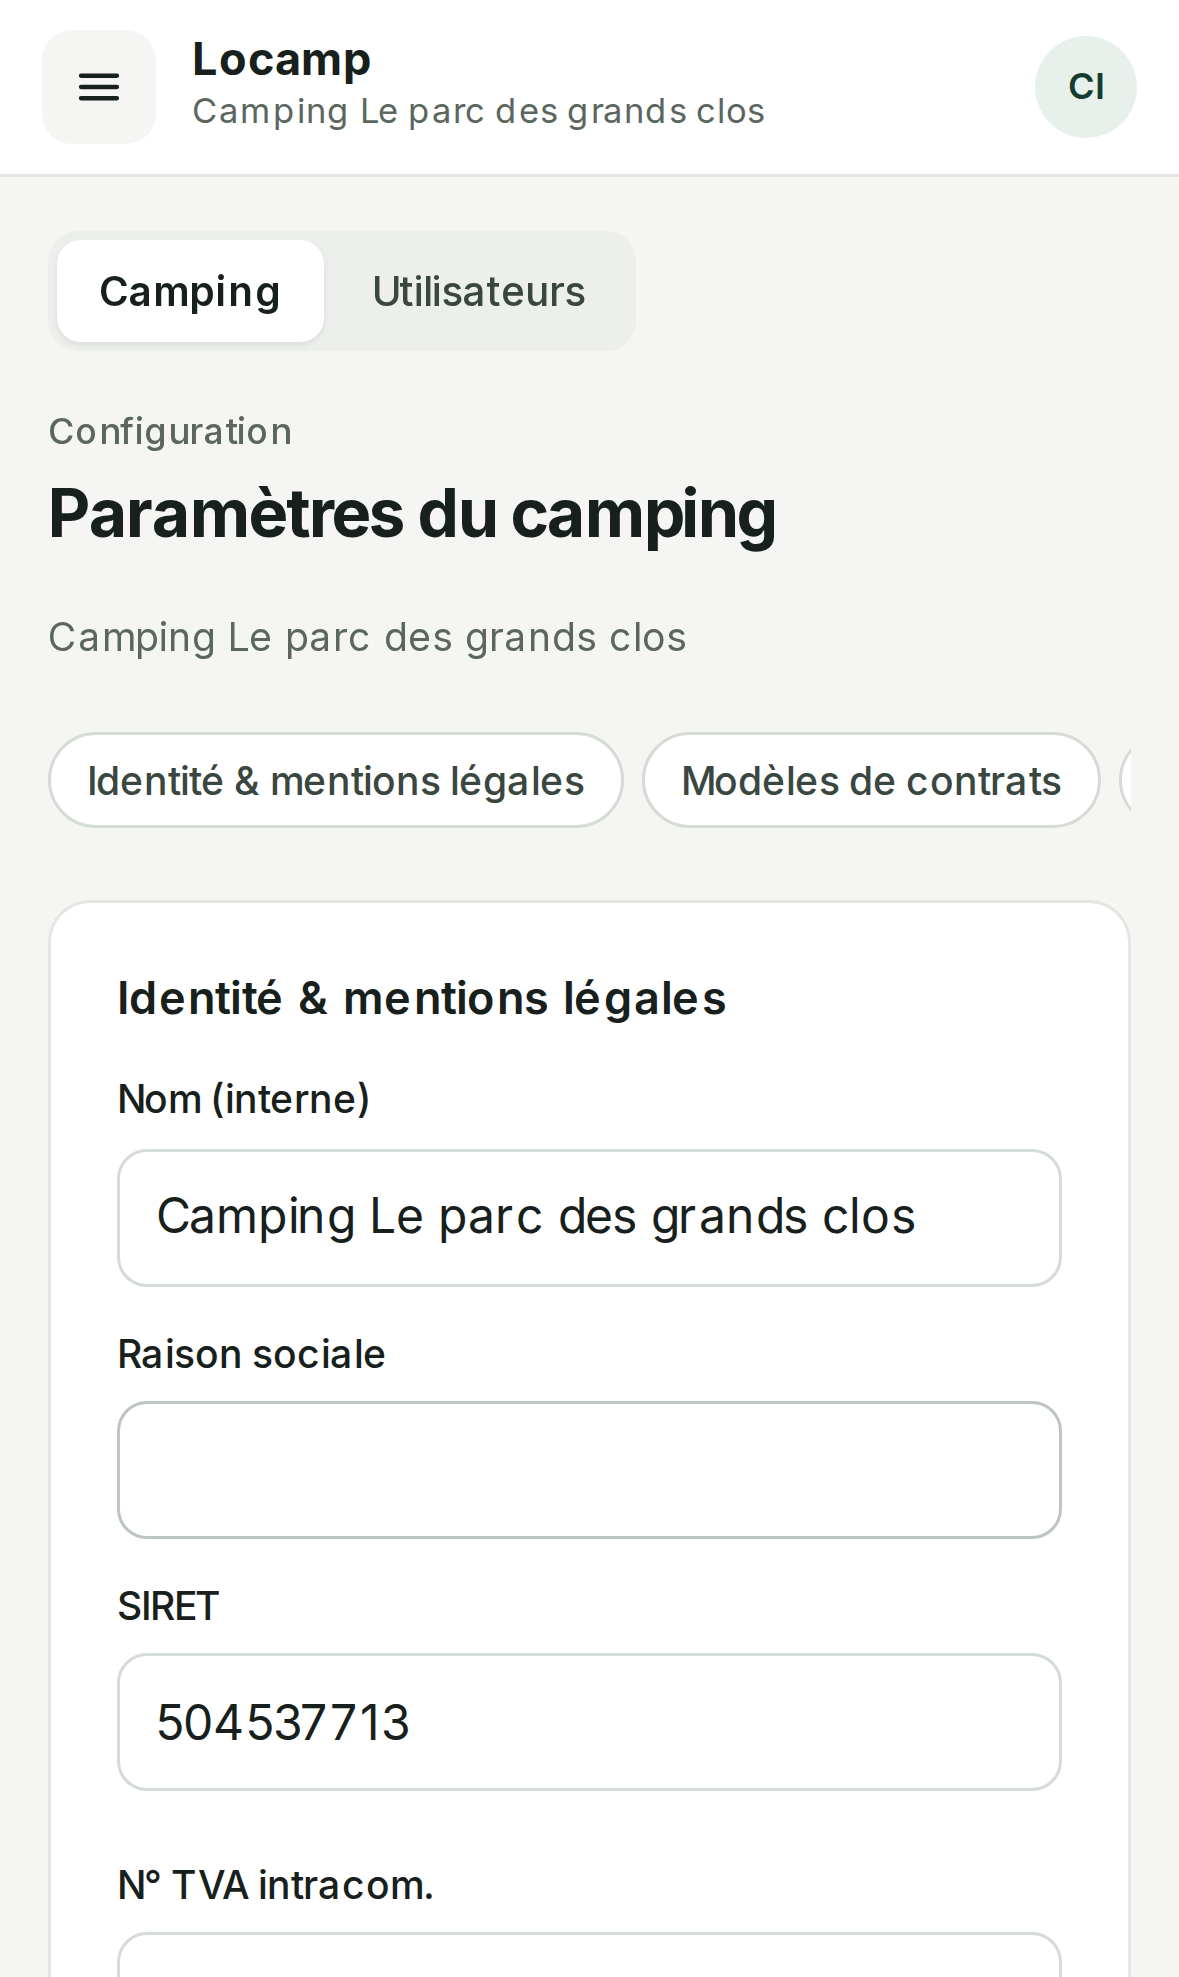 Locamp
Camping Le parc des grands clos
Cl
Camping
Utilisateurs
Configuration
Paramètres du camping
Camping Le parc des grands clos
Identité & mentions légales
Modèles de contrats
Identité & mentions légales
Nom (interne)
Camping Le parc des grands clos
Raison sociale
SIRET
504537713
N° TVA intracom.